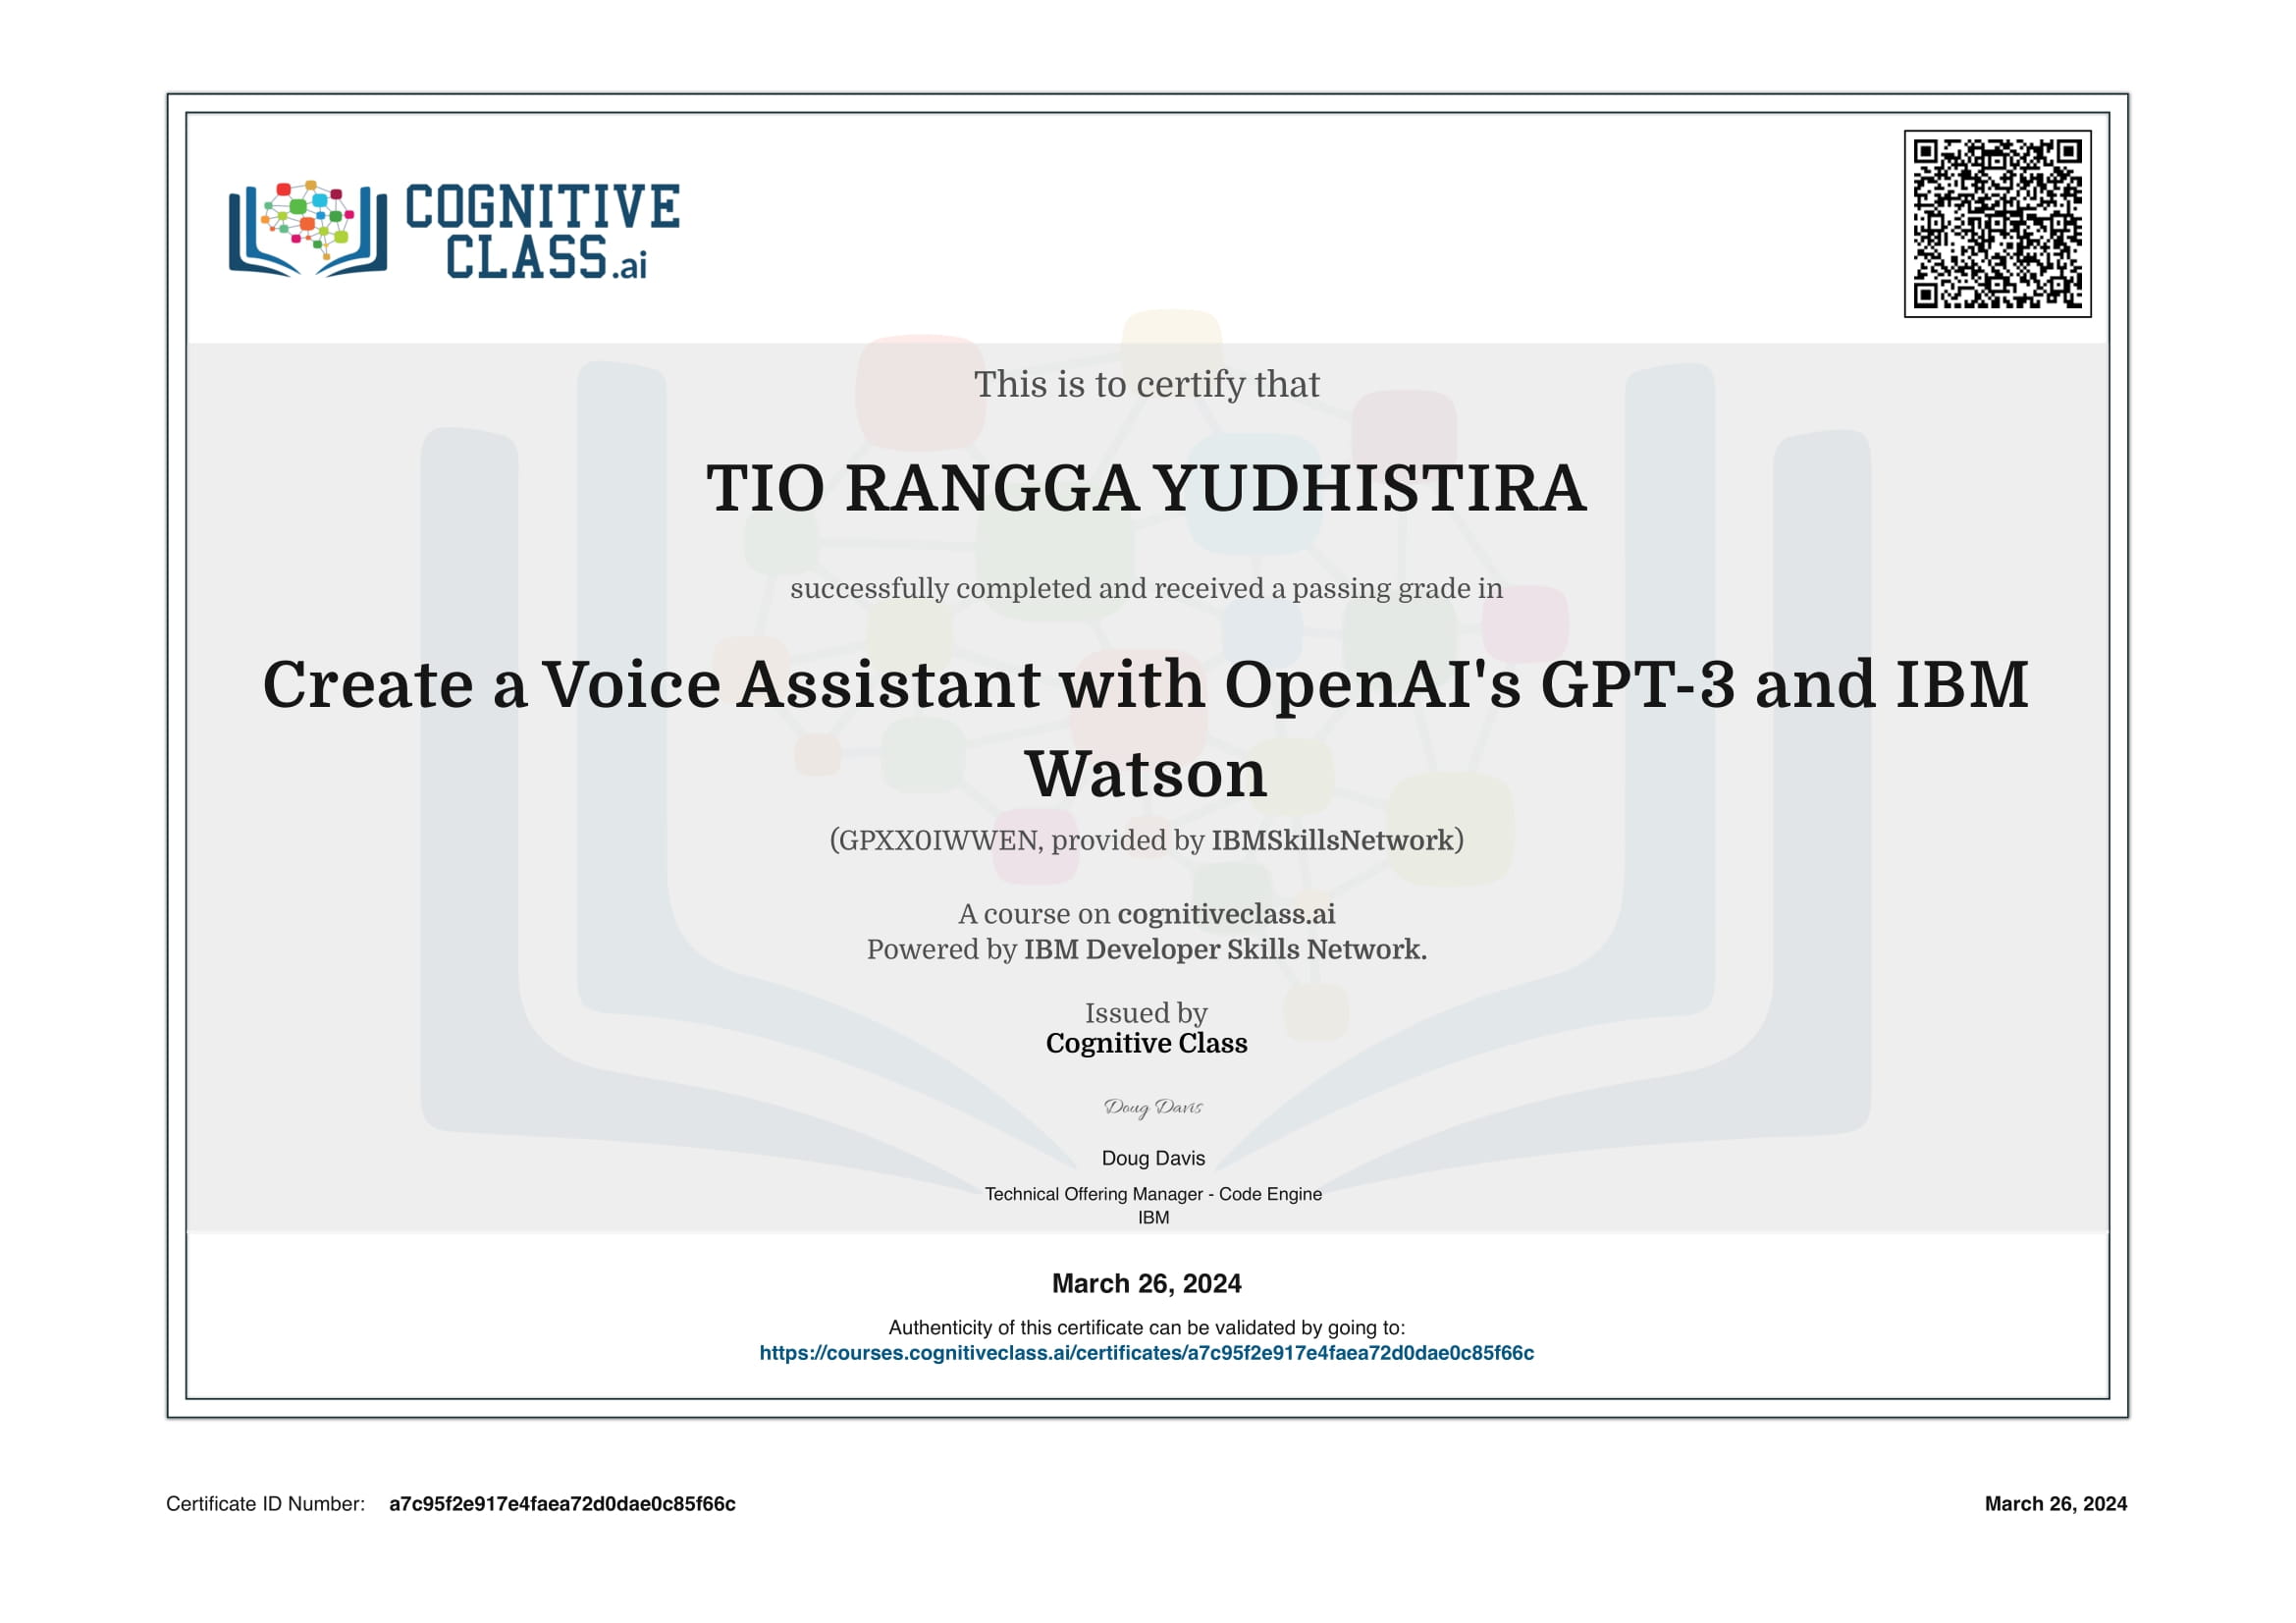 COGNITIVE
CLASS.ai
This is to certify that
TIO RANGGA YUDHISTIRA
successfully completed and received a passing grade in
Create a Voice Assistant with OpenAI's GPT-3 and IBM
Watson
(GPXX0IWWEN, provided by IBMSkillsNetwork)
A course on cognitiveclass.ai
Powered by IBM Developer Skills Network.
Issued by
Cognitive Class
Doug Davis
Doug Davis
Technical Offering Manager - Code Engine
IBM
March 26, 2024
Authenticity of this certificate can be validated by going to:
https://courses.cognitiveclass.ai/certificates/a7c95f2e917e4faea72d0dae0c85f66c
Certificate ID Number: a7c95f2e917e4faea72d0dae0c85f66c
March 26, 2024